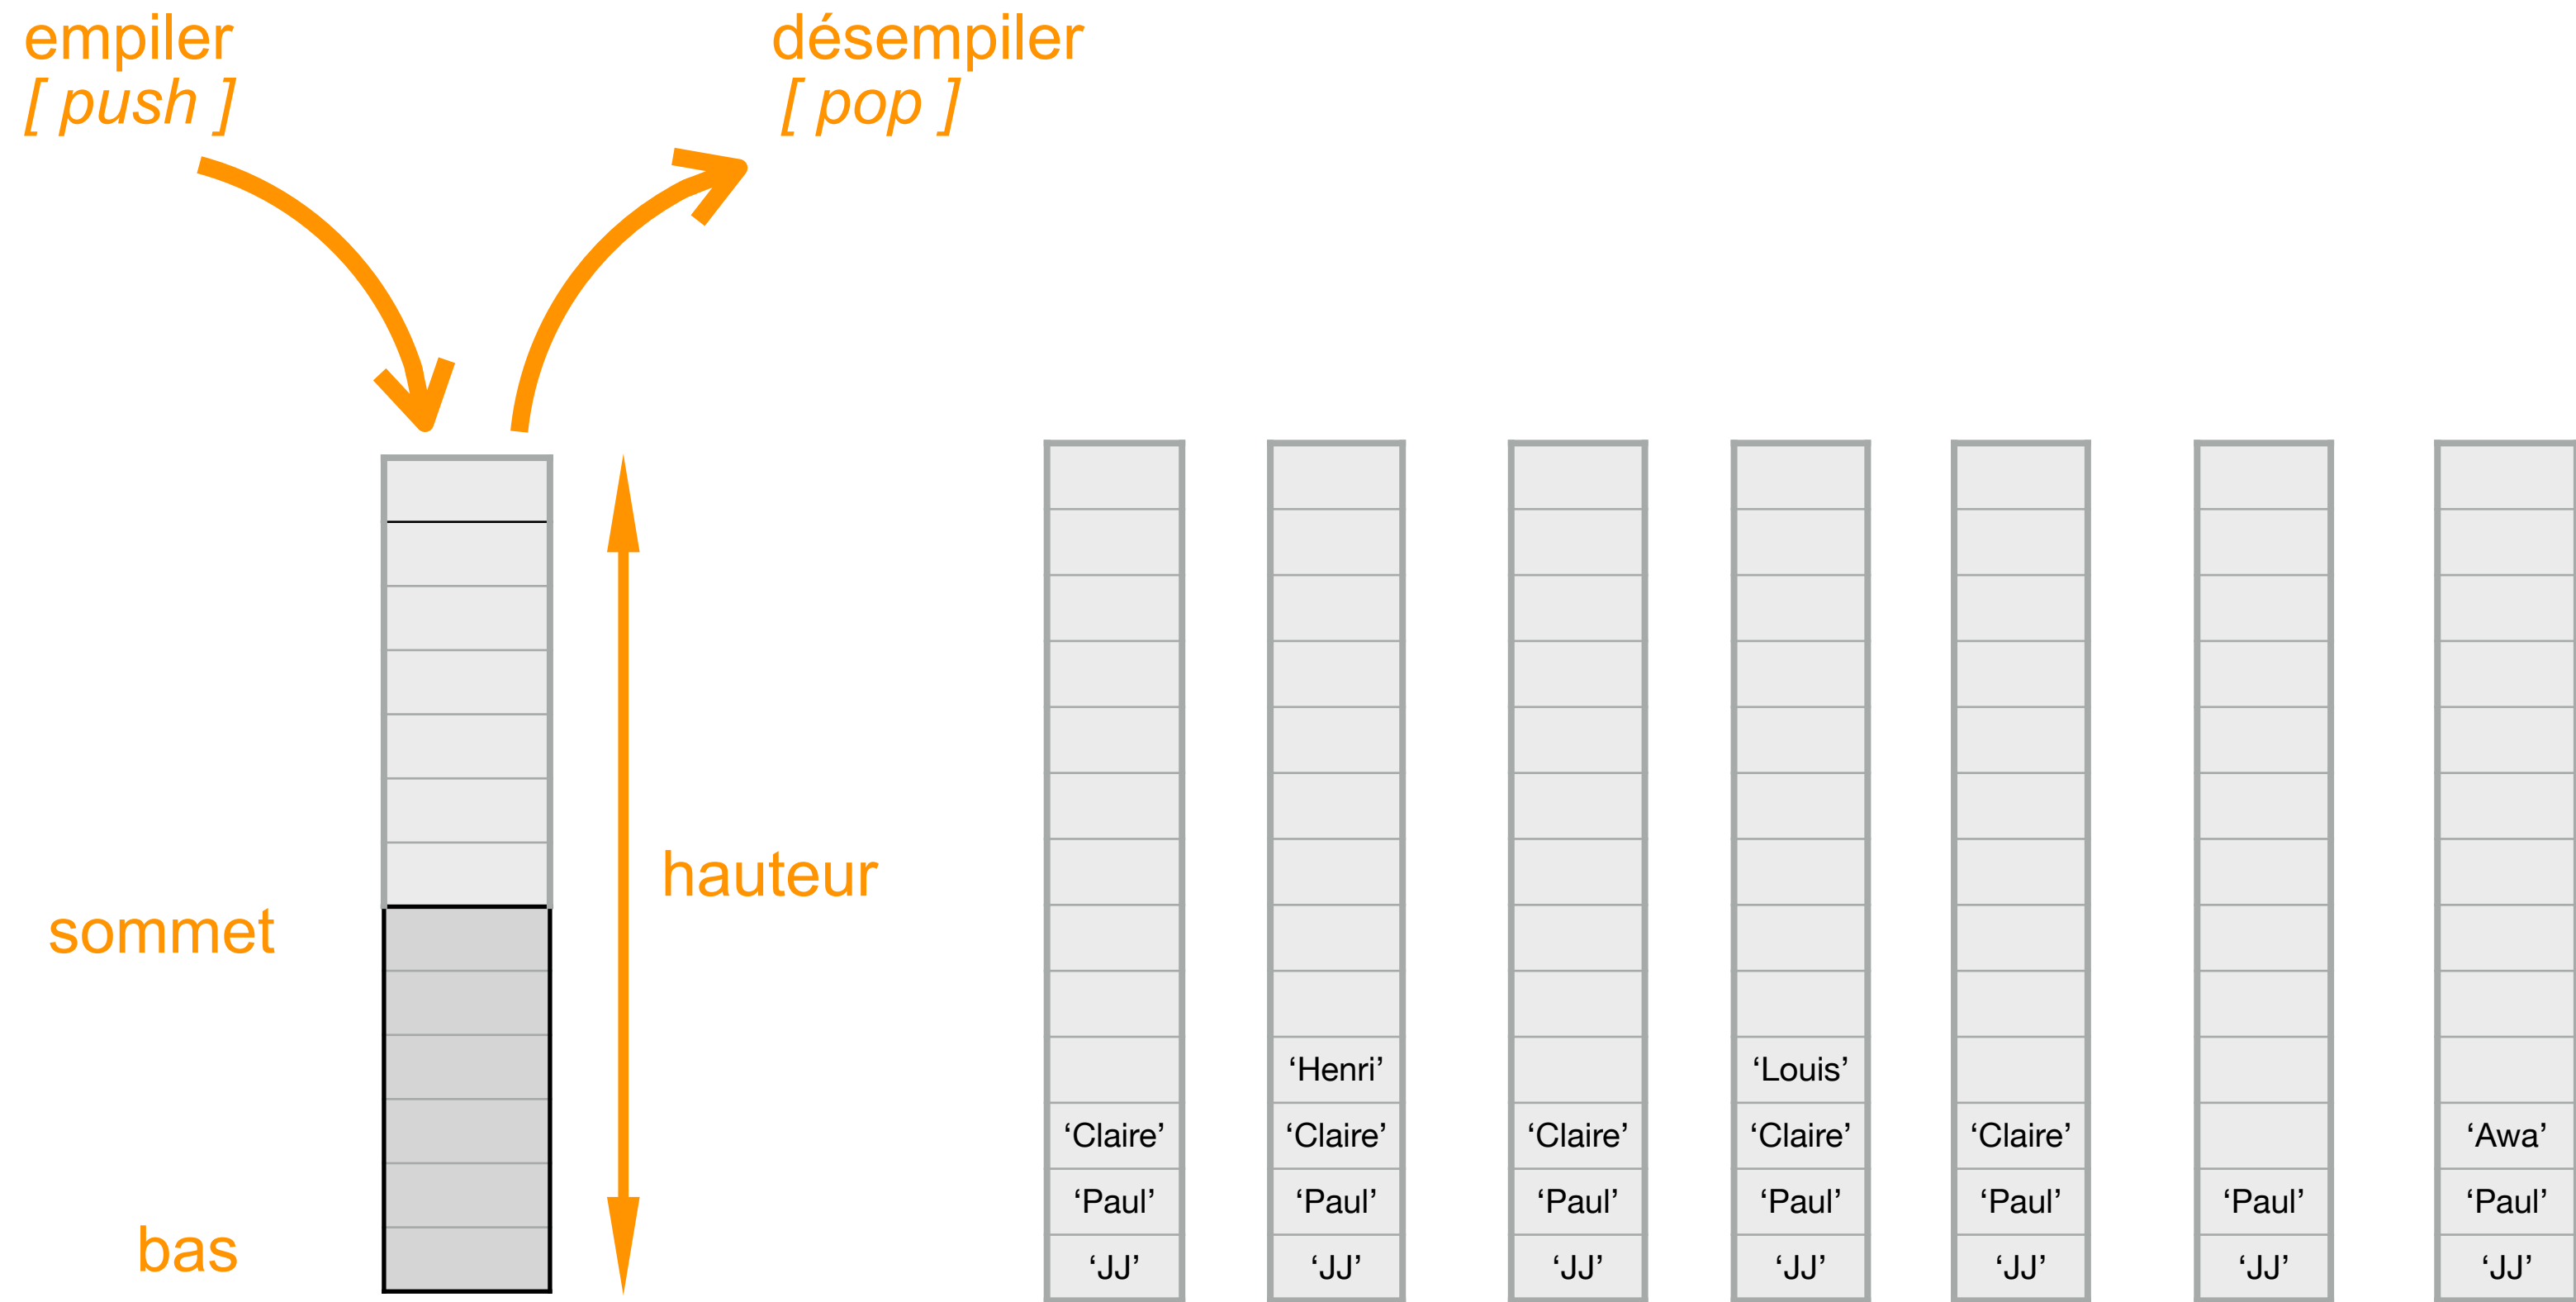 empiler
[ push ]
désempiler
[ pop ]
hauteur
sommet
bas
‘Henri’ ‘Louis’
‘Claire’ ‘Claire’ ‘Claire’ ‘Claire’ ‘Claire’ ‘Awa’
‘Paul’ ‘Paul’ ‘Paul’ ‘Paul’ ‘Paul’ ‘Paul’ ‘Paul’
‘JJ’ ‘JJ’ ‘JJ’ ‘JJ’ ‘JJ’ ‘JJ’ ‘JJ’